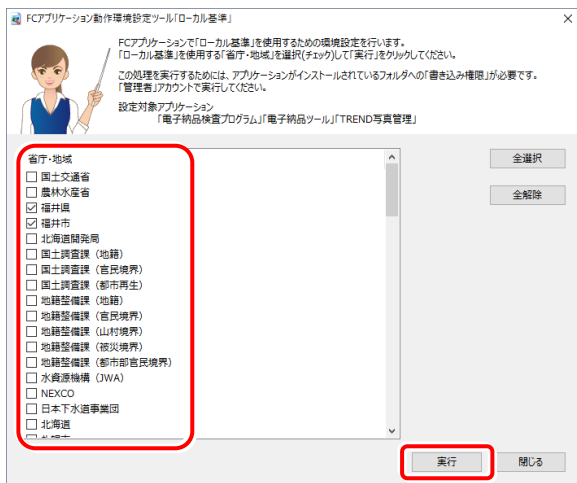 FCアプリケーション動作環境設定ツール「ローカル基準」
FCアプリケーションで「ローカル基準」を使用するための環境設定を行います。
「ローカル基準」を使用する「省庁・地域」を選択(チェック)して「実行」をクリックしてください。
この処理を実行するためには、アプリケーションがインストールされているフォルダへの「書き込み権限」が必要です。
「管理者」アカウントで実行してください。
設定対象アプリケーション
「電子納品検査プログラム」「電子納品ツール」「TREND写真管理」
省庁・地域
国土交通省
農林水産省
福井県
福井市
北海道開発局
国土調査課（地籍）
国土調査課（官民境界）
国土調査課（都市再生）
地籍整備課（地籍）
地籍整備課（官民境界）
地籍整備課（山村境界）
地籍整備課（被災境界）
地籍整備課（都市部官民境界）
水資源機構（JWA）
NEXCO
日本下水道事業団
北海道
全選択
全解除
実行
閉じる